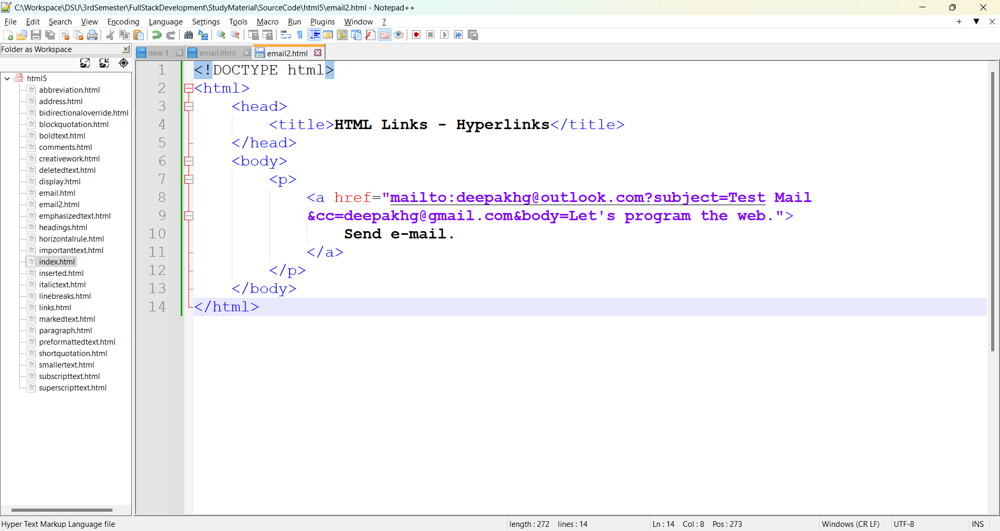 C:\Workspace\DSU\3rdSemester\FullStackDevelopment\StudyMaterial\SourceCode\html5\email2.html - Notepad++
File Edit Search View Encoding Language Settings Tools Macro Run Plugins Window ?
Folder as Workspace
new 1 email.html email2.html
html5
abbreviation.html
address.html
bidirectionaloverride.html
blockquotation.html
boldtext.html
comments.html
creativework.html
deletedtext.html
display.html
email.html
email2.html
emphasizedtext.html
headings.html
horizontalrule.html
importanttext.html
index.html
inserted.html
italictext.html
linebreaks.html
links.html
markedtext.html
paragraph.html
preformattedtext.html
shortquotation.html
smallertext.html
subscripttext.html
superscripttext.html
1 <!DOCTYPE html>
2 <html>
3 <head>
4 <title>HTML Links - Hyperlinks</title>
5 </head>
6 <body>
7 <p>
8 <a href="mailto:deepakhg@outlook.com?subject=Test Mail
9 &cc=deepakhg@gmail.com&body=Let's program the web.">
10 Send e-mail.
11 </a>
12 </p>
13 </body>
14 </html>
Hyper Text Markup Language file length : 272 lines : 14 Ln : 14 Col : 8 Pos : 273 Windows (CR LF) UTF-8 INS